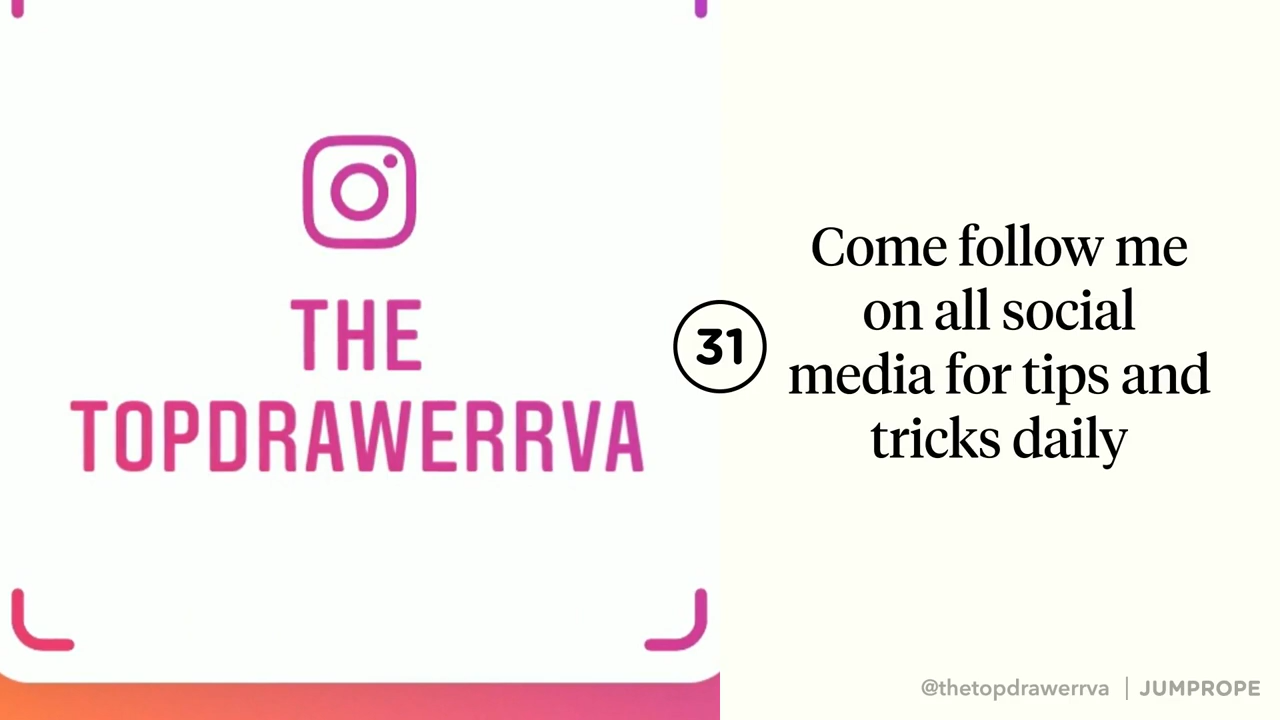 THE
TOPDRAWERRVA
31
Come follow me
on all social
media for tips and
tricks daily
@thetopdrawerrva | JUMPROPE